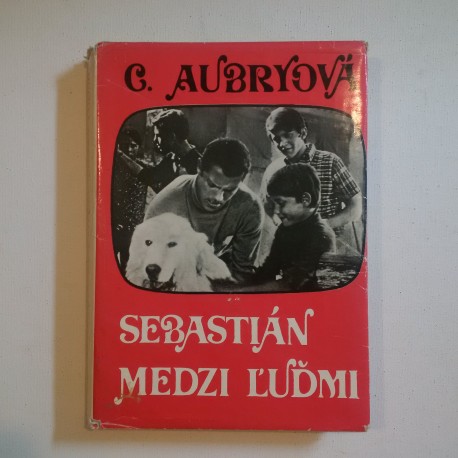 C. AUBRYOVÁ
SEBASTIÁN
MEDZI ĽUĎMI